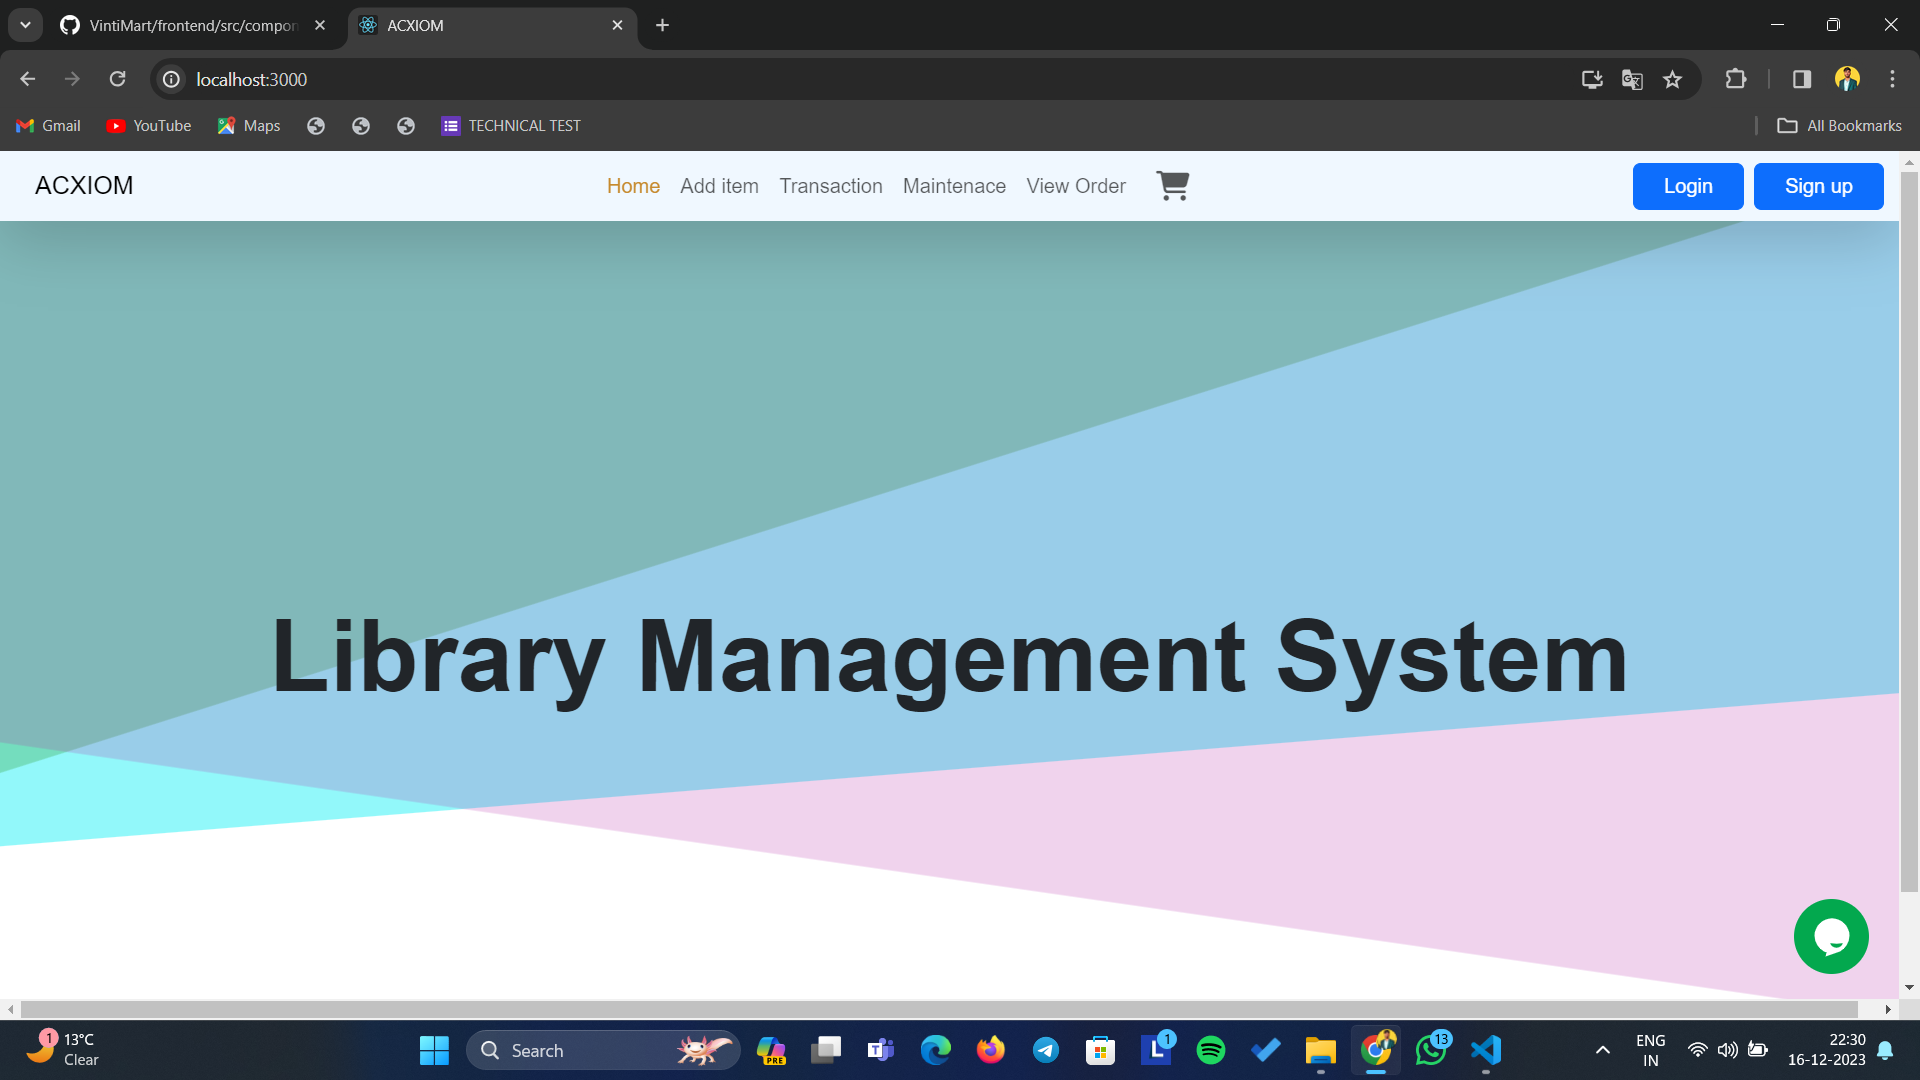 VintiMart/frontend/src/compon
ACXIOM
localhost:3000
Gmail
YouTube
Maps
TECHNICAL TEST
All Bookmarks
ACXIOM
Home
Add item
Transaction
Maintenace
View Order
Login
Sign up
Library Management System
1
13°C
Clear
Search
PRE
T
L
1
13
ENG
IN
22:30
16-12-2023